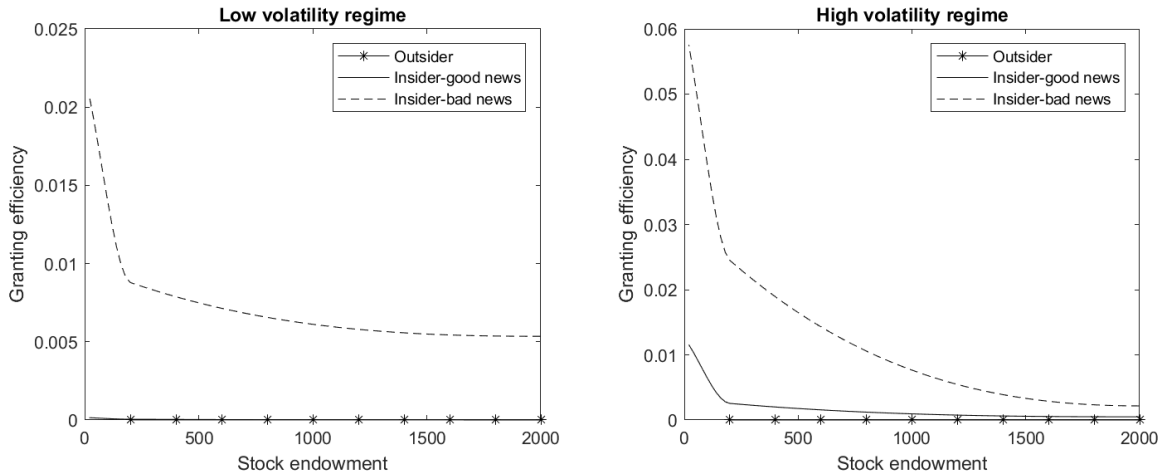 Low volatility regime
0.025
0.02
0.015
0.01
0.005
0
Granting efficiency
Outsider
Insider-good news
Insider-bad news
0 500 1000 1500 2000
Stock endowment
High volatility regime
0.06
0.05
0.04
0.03
0.02
0.01
0
Granting efficiency
Outsider
Insider-good news
Insider-bad news
0 500 1000 1500 2000
Stock endowment